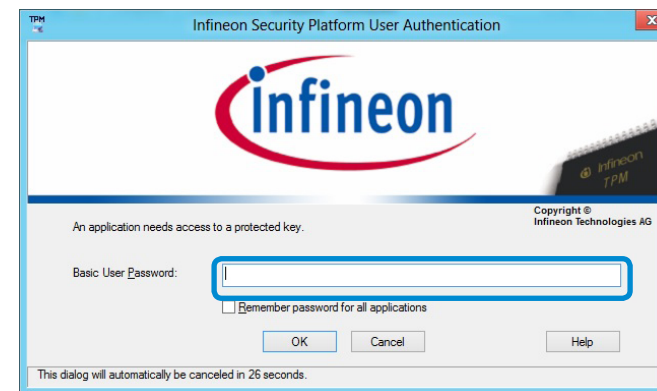 TPM
Infineon Security Platform User Authentication
X
infineon
infineon
TPM
Copyright ©
Infineon Technologies AG
An application needs access to a protected key.
Basic User Password:
Remember password for all applications
OK Cancel Help
This dialog will automatically be canceled in 26 seconds.